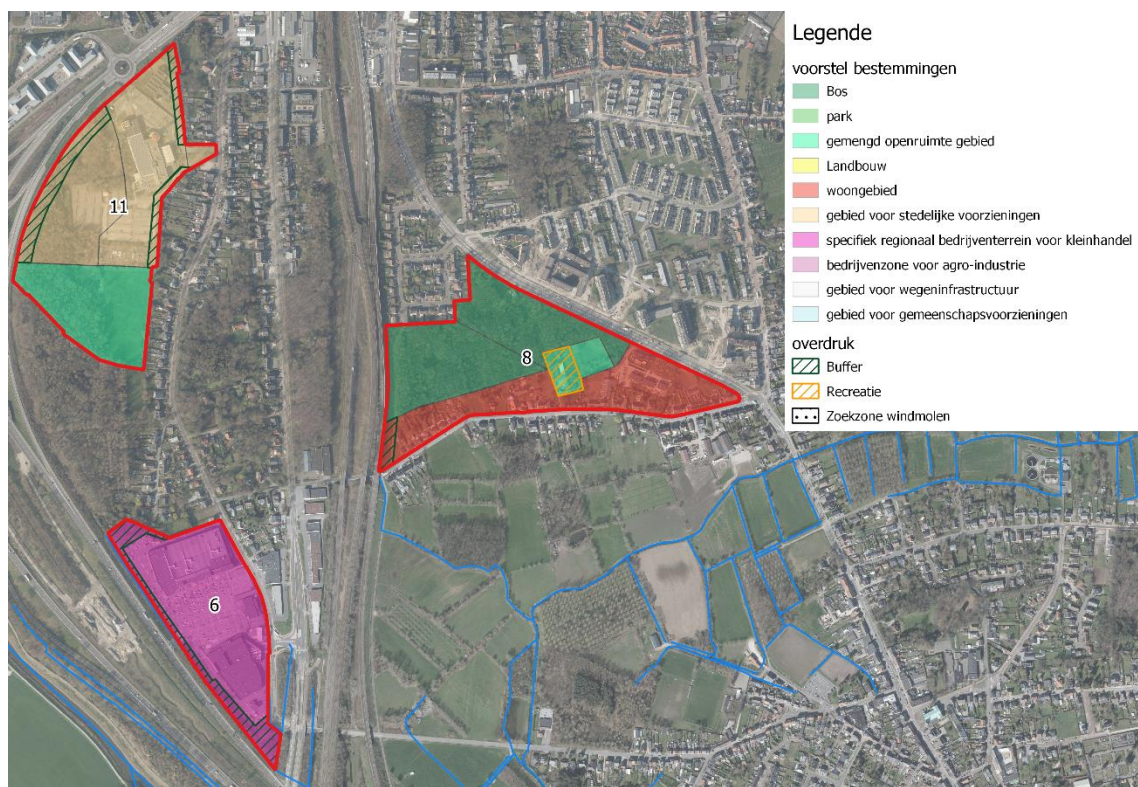 Legende
voorstel bestemmingen
Bos
park
gemengd openruimte gebied
Landbouw
woongebied
gebied voor stedelijke voorzieningen
specifiek regionaal bedrijventerrein voor kleinhandel
bedrijvenzone voor agro-industrie
gebied voor wegeninfrastructuur
gebied voor gemeenschapsvoorzieningen
overdruk
Buffer
Recreatie
Zoekzone windmolen
11
8
6